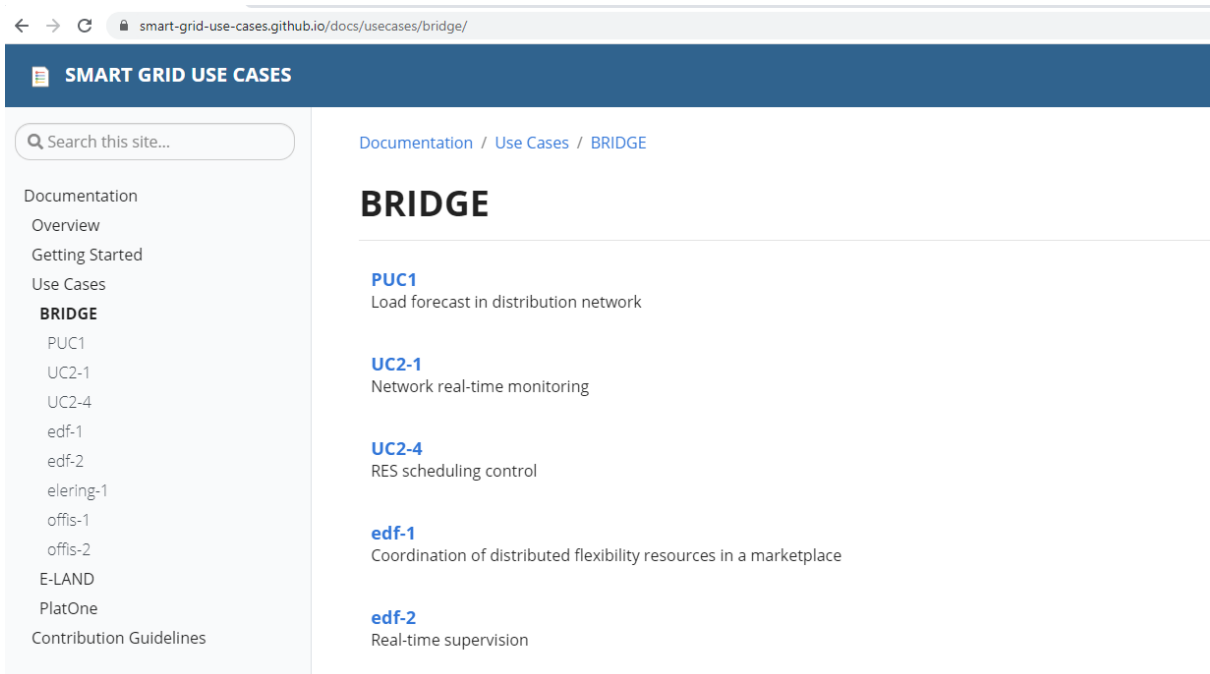 smart-grid-use-cases.github.io/docs/usecases/bridge/
SMART GRID USE CASES
Search this site...
Documentation
Overview
Getting Started
Use Cases
BRIDGE
PUC1
UC2-1
UC2-4
edf-1
edf-2
elering-1
offis-1
offis-2
E-LAND
PlatOne
Contribution Guidelines
Documentation / Use Cases / BRIDGE
BRIDGE
PUC1
Load forecast in distribution network
UC2-1
Network real-time monitoring
UC2-4
RES scheduling control
edf-1
Coordination of distributed flexibility resources in a marketplace
edf-2
Real-time supervision